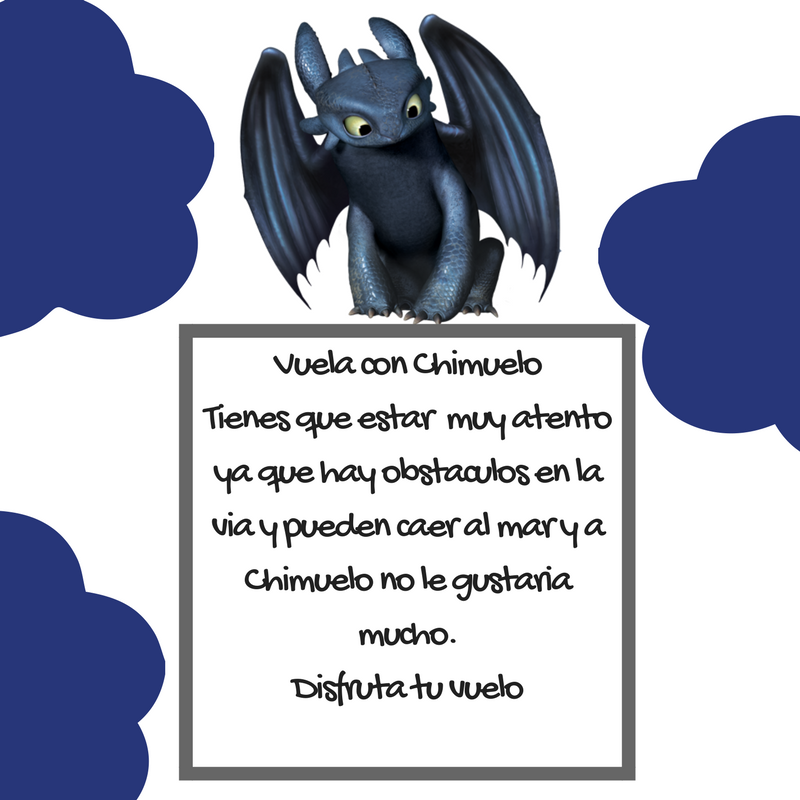 Vuela con Chimuelo
Tienes que estar muy atento
ya que hay obstaculos en la
via y pueden caer al mar y a
Chimuelo no le gustaria
mucho.
Disfruta tu vuelo